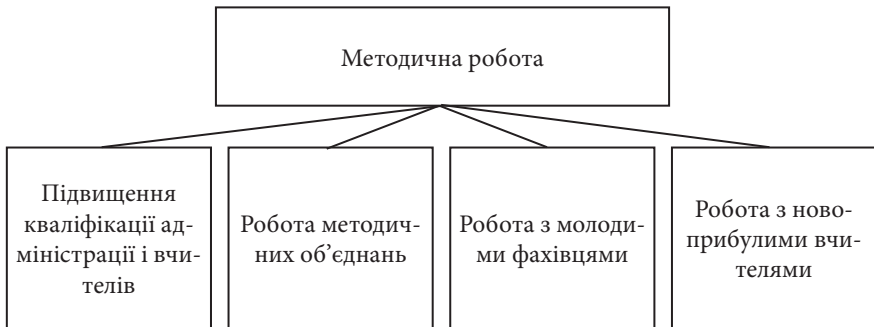 Методична робота
Підвищення
кваліфікації ад-
міністрації і вчи-
телів
Робота методич-
них об’єднань
Робота з молоди-
ми фахівцями
Робота з ново-
прибулими вчи-
телями